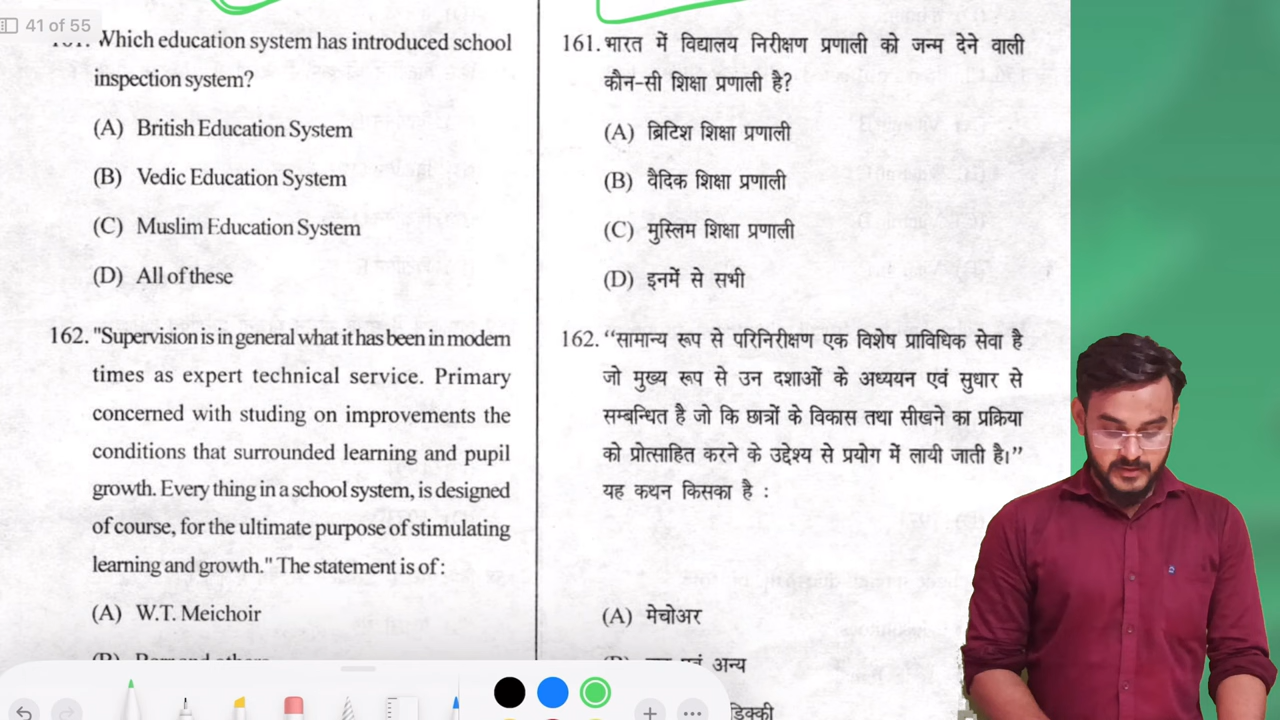 41 of 55
Which education system has introduced school
inspection system?
(A) British Education System
(B) Vedic Education System
(C) Muslim Education System
(D) All of these
162. "Supervision is in general what it has been in modern
times as expert technical service. Primary
concerned with studing on improvements the
conditions that surrounded learning and pupil
growth. Every thing in a school system, is designed
of course, for the ultimate purpose of stimulating
learning and growth." The statement is of :
(A) W.T. Meichoir
161. भारत में विद्यालय निरीक्षण प्रणाली को जन्म देने वाली
कौन-सी शिक्षा प्रणाली है?
(A) ब्रिटिश शिक्षा प्रणाली
(B) वैदिक शिक्षा प्रणाली
(C) मुस्लिम शिक्षा प्रणाली
(D) इनमें से सभी
162. “सामान्य रूप से परिनिरीक्षण एक विशेष प्राविधिक सेवा है
जो मुख्य रूप से उन दशाओं के अध्ययन एवं सुधार से
सम्बन्धित है जो कि छात्रों के विकास तथा सीखने का प्रक्रिया
को प्रोत्साहित करने के उद्देश्य से प्रयोग में लायी जाती है।”
यह कथन किसका है :
(A) मेचोअर
एवं अन्य
डिक्की